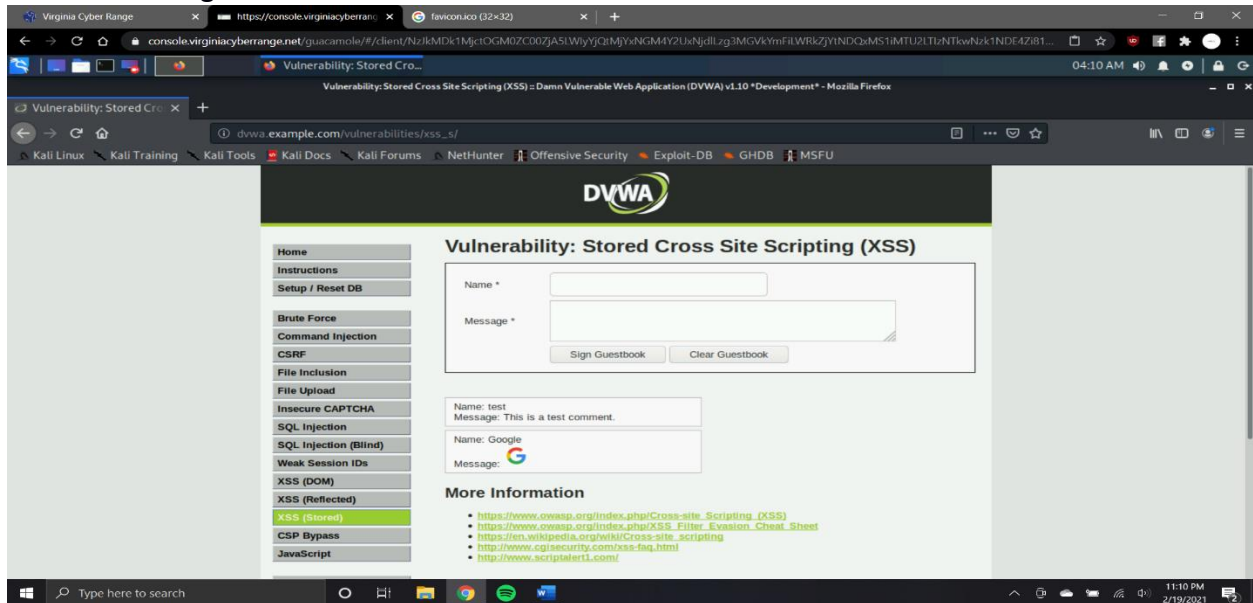 Virginia Cyber Range
https://console.virginiacyberrang
favicon.ico (32×32)
Vulnerability: Stored Cro...
04:10 AM
Vulnerability: Stored Cross Site Scripting (XSS) :: Damn Vulnerable Web Application (DVWA) v1.10 *Development* - Mozilla Firefox
Vulnerability: Stored Cro
dvwa.example.com/vulnerabilities/xss_s/
Kali Linux Kali Training Kali Tools Kali Docs Kali Forums NetHunter Offensive Security Exploit-DB GHDB MSFU
DVWA
Home
Instructions
Setup / Reset DB
Brute Force
Command Injection
CSRF
File Inclusion
File Upload
Insecure CAPTCHA
SQL Injection
SQL Injection (Blind)
Weak Session IDs
XSS (DOM)
XSS (Reflected)
XSS (Stored)
CSP Bypass
JavaScript
Vulnerability: Stored Cross Site Scripting (XSS)
Name *
Message *
Sign Guestbook Clear Guestbook
Name: test
Message: This is a test comment.
Name: Google
Message:
More Information
https://www.owasp.org/index.php/Cross-site_Scripting_(XSS)
https://www.owasp.org/index.php/XSS_Filter_Evasion_Cheat_Sheet
https://en.wikipedia.org/wiki/Cross-site_scripting
http://www.cgisecurity.com/xss-faq.html
http://www.scriptalert1.com/
Type here to search
11:10 PM
2/19/2021